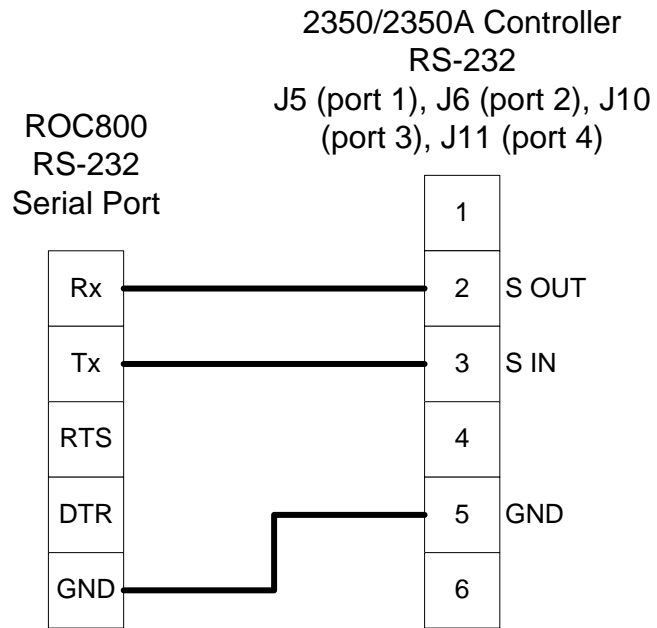 2350/2350A Controller
RS-232
J5 (port 1), J6 (port 2), J10
(port 3), J11 (port 4)
ROC800
RS-232
Serial Port
1
Rx
2
S OUT
Tx
3
S IN
RTS
4
DTR
5
GND
GND
6